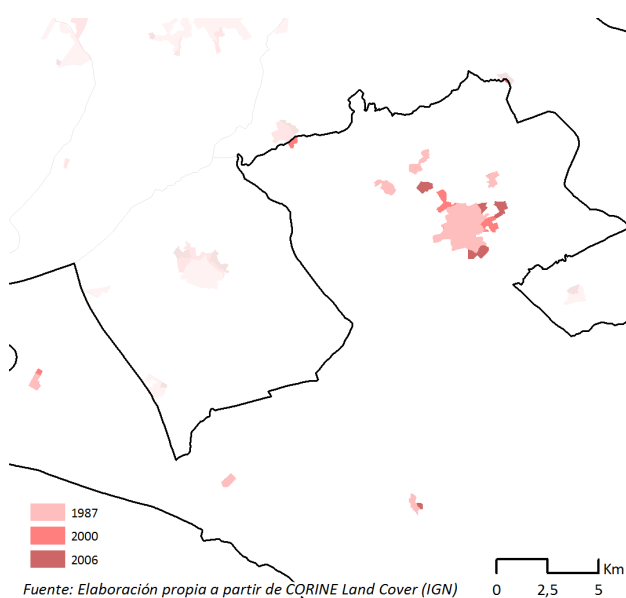 1987
2000
2006
Km
Fuente: Elaboración propia a partir de CORINE Land Cover (IGN)
0 2,5 5